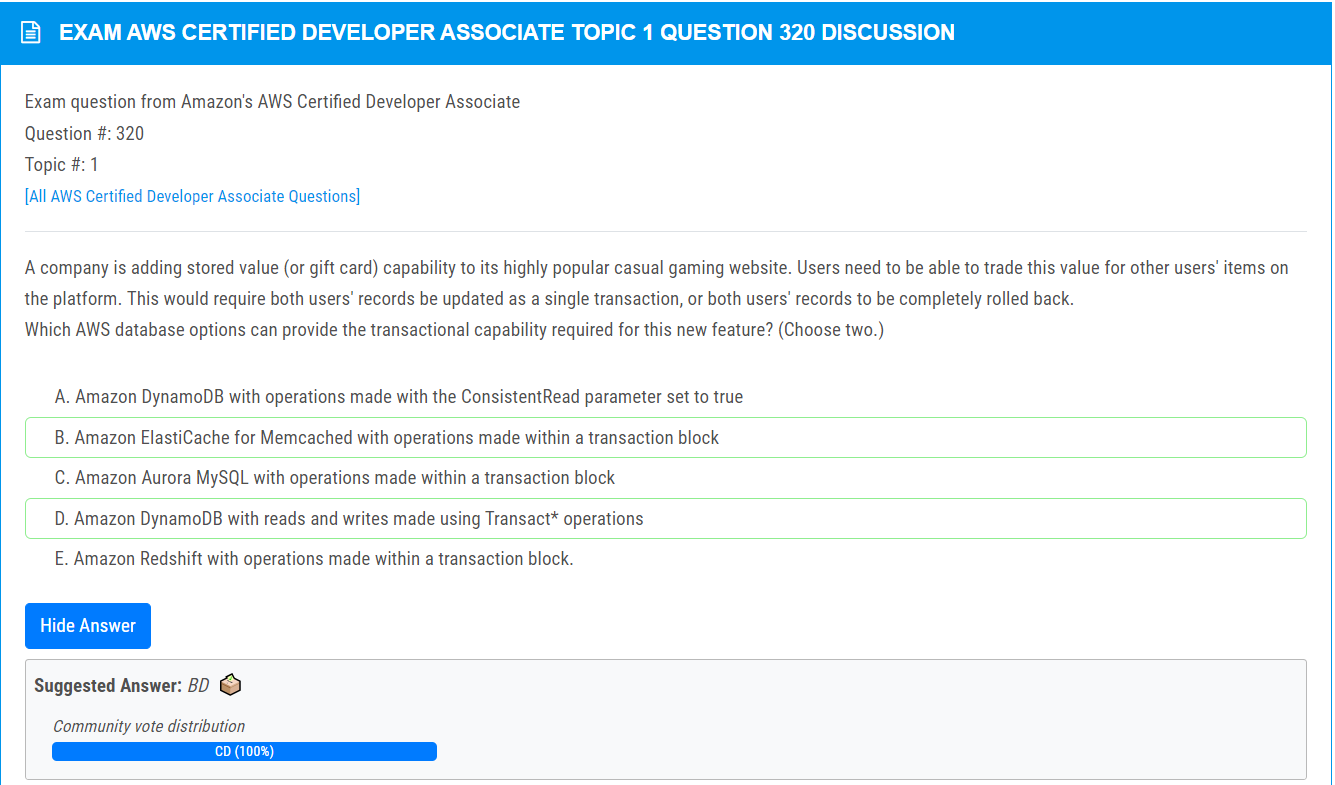 EXAM AWS CERTIFIED DEVELOPER ASSOCIATE TOPIC 1 QUESTION 320 DISCUSSION
Exam question from Amazon's AWS Certified Developer Associate
Question #: 320
Topic #: 1
[All AWS Certified Developer Associate Questions]
A company is adding stored value (or gift card) capability to its highly popular casual gaming website. Users need to be able to trade this value for other users' items on
the platform. This would require both users' records be updated as a single transaction, or both users' records to be completely rolled back.
Which AWS database options can provide the transactional capability required for this new feature? (Choose two.)
A. Amazon DynamoDB with operations made with the ConsistentRead parameter set to true
B. Amazon ElastiCache for Memcached with operations made within a transaction block
C. Amazon Aurora MySQL with operations made within a transaction block
D. Amazon DynamoDB with reads and writes made using Transact* operations
E. Amazon Redshift with operations made within a transaction block.
Hide Answer
Suggested Answer: BD
Community vote distribution
CD (100%)